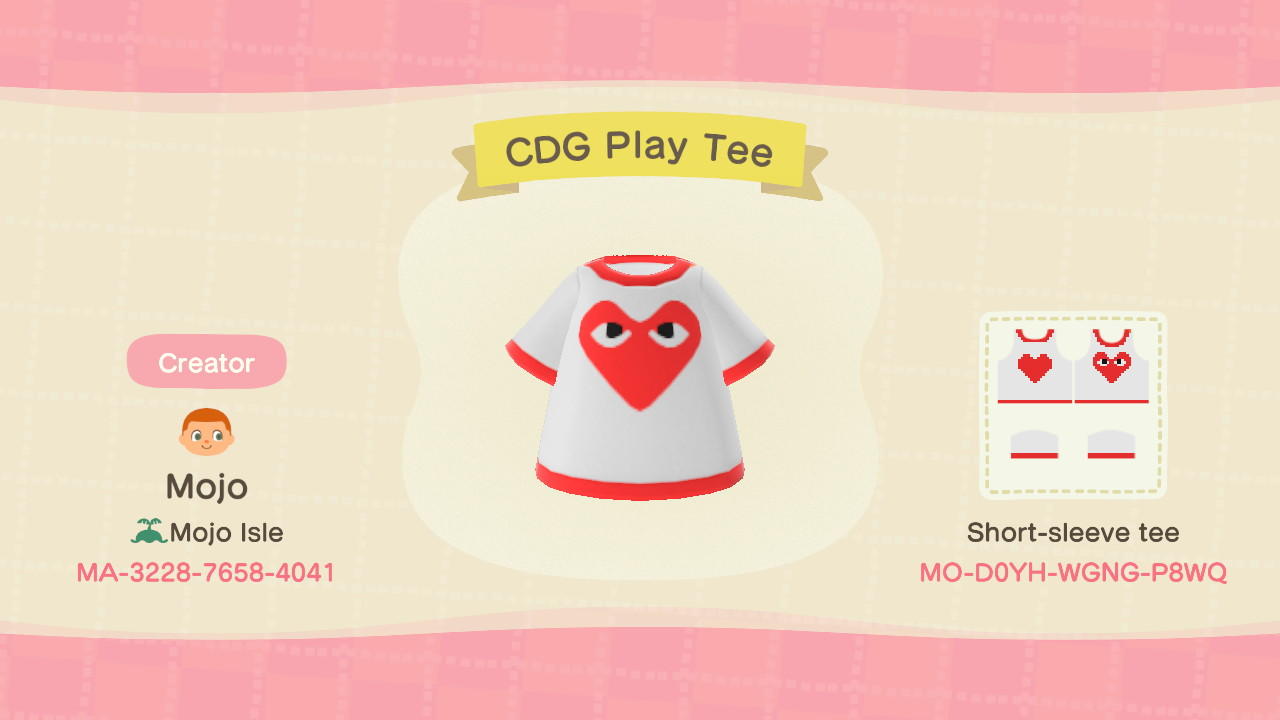 CDG Play Tee
Creator
Mojo
Mojo Isle
MA-3228-7658-4041
Short-sleeve tee
MO-D0YH-WGNG-P8WQ